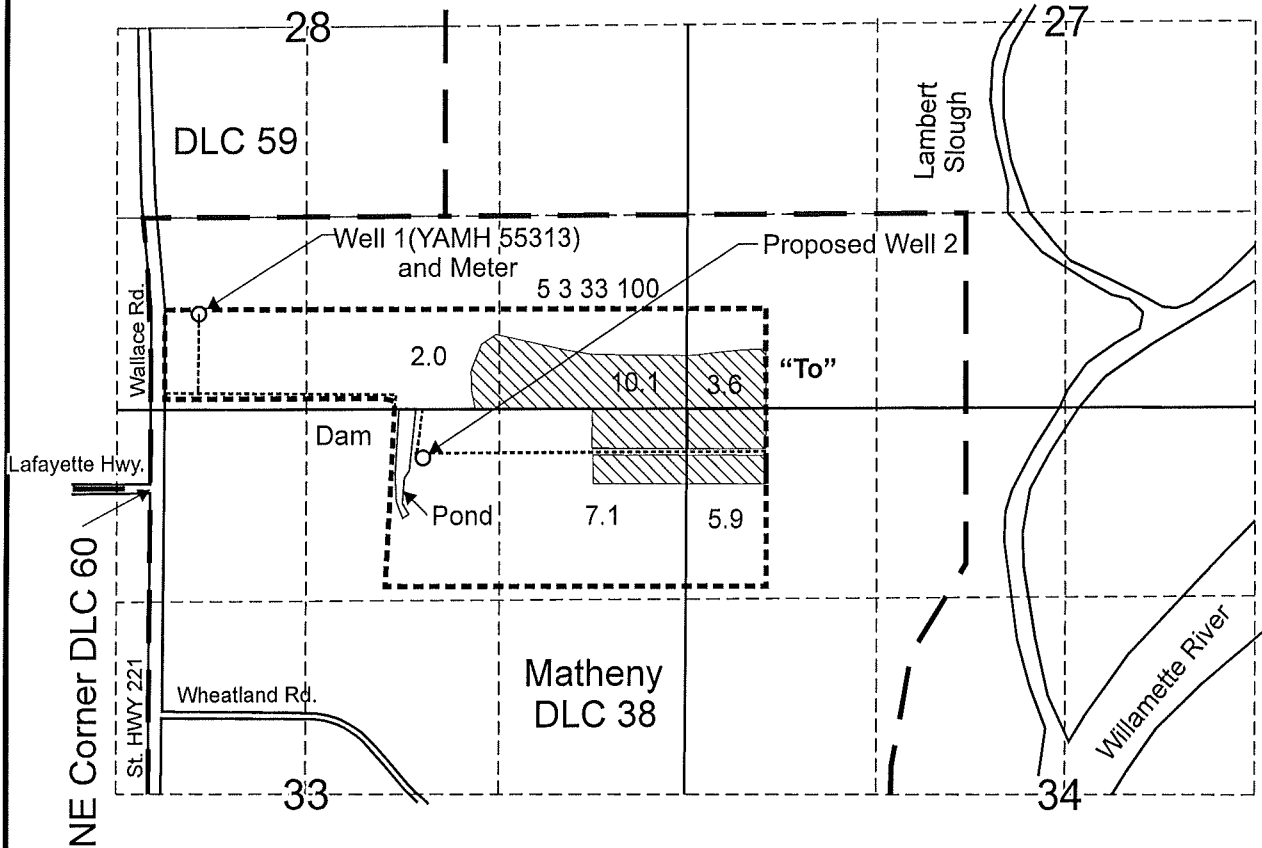 28
27
DLC 59
Lambert
Slough
Well 1(YAMH 55313)
and Meter
Proposed Well 2
5 3 33 100
Wallace Rd.
2.0
10.1
3.6
“To”
Dam
Lafayette Hwy.
Pond
7.1
5.9
NE Corner DLC 60
St. HWY 221
Wheatland Rd.
Matheny
DLC 38
Willamette River
33
34